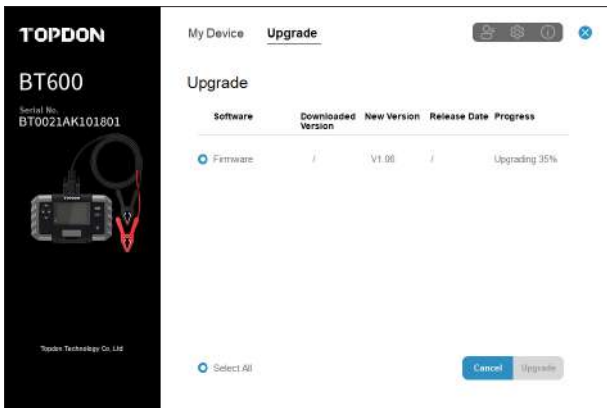 TOPDON
My Device Upgrade
BT600
Serial No.
BT0021AK101801
Upgrade
Software Downloaded Version New Version Release Date Progress
Firmware / V1.06 / Upgrading 35%
TOPDON
Topdon Technology Co., Ltd
Select All
Cancel Upgrade